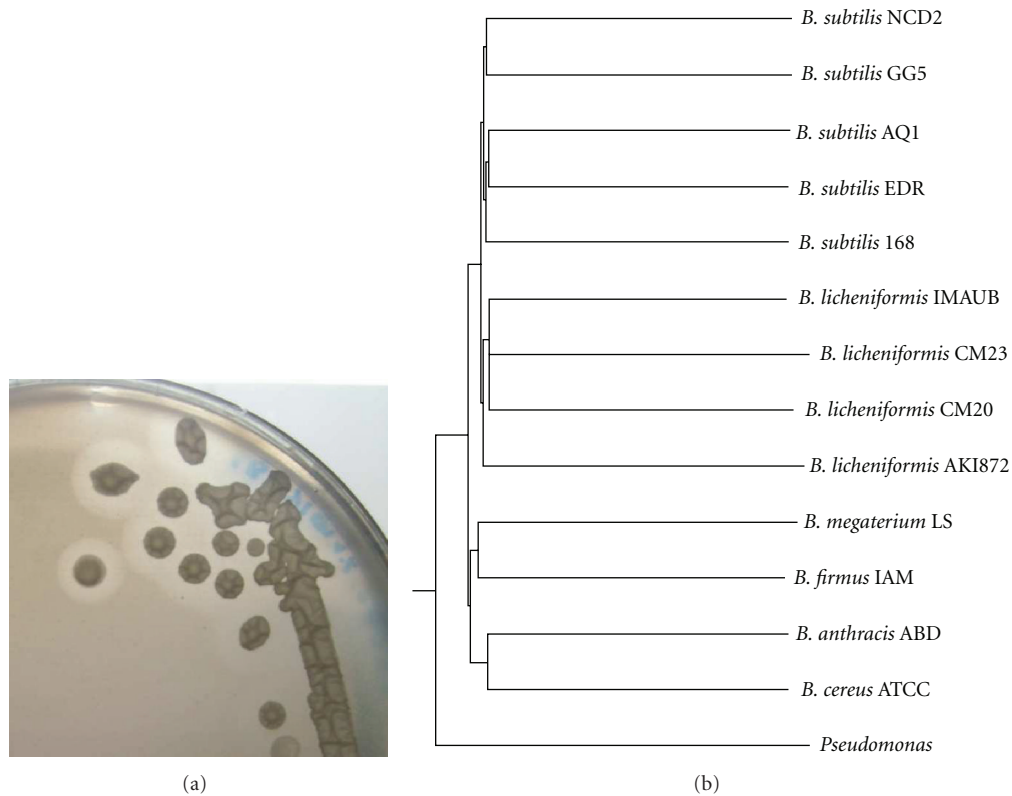 B. subtilis NCD2
B. subtilis GG5
B. subtilis AQ1
B. subtilis EDR
B. subtilis 168
B. licheniformis IMAUB
B. licheniformis CM23
B. licheniformis CM20
B. licheniformis AKI872
B. megaterium LS
B. firmus IAM
B. anthracis ABD
B. cereus ATCC
Pseudomonas
(a)
(b)